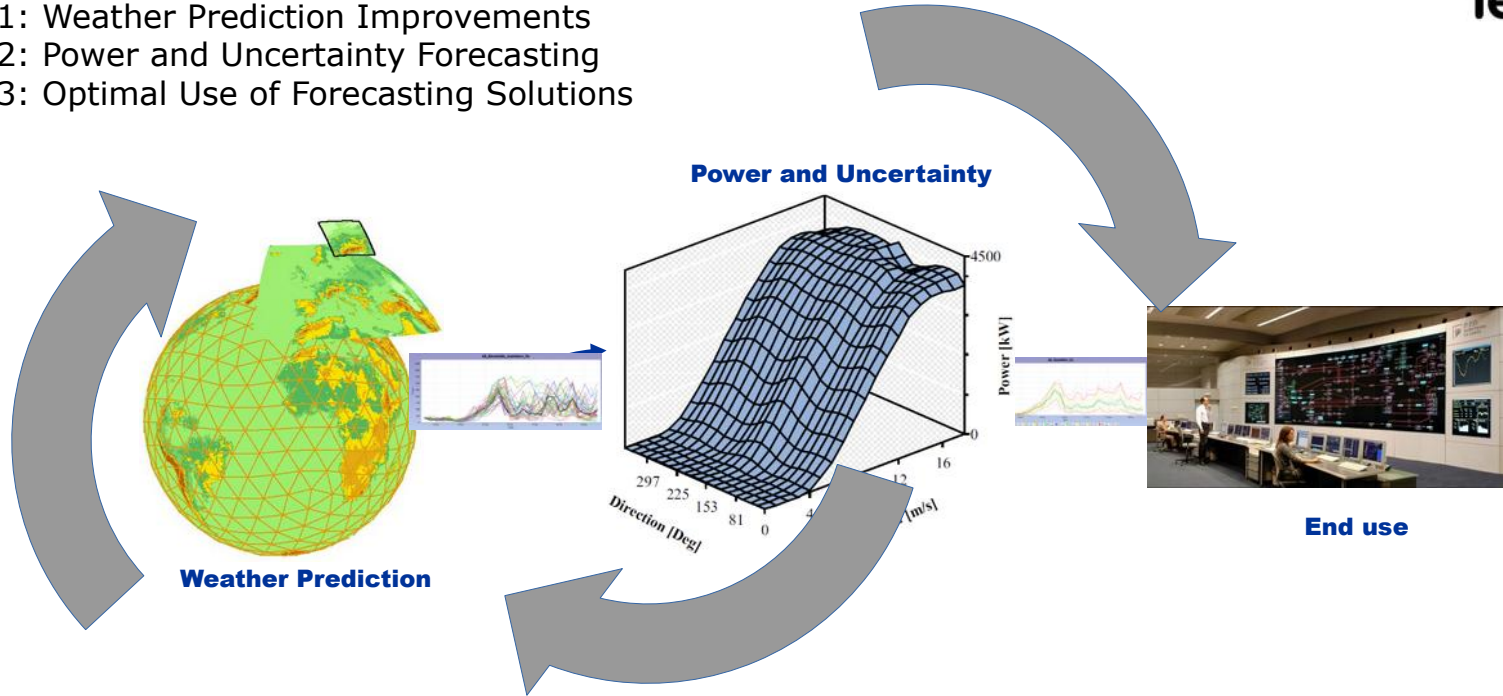 1: Weather Prediction Improvements
2: Power and Uncertainty Forecasting
3: Optimal Use of Forecasting Solutions
Power and Uncertainty
4500
Power [kW]
0
16
12
4
[m/s]
0
297
225
153
81
Direction [Deg]
Weather Prediction
End use